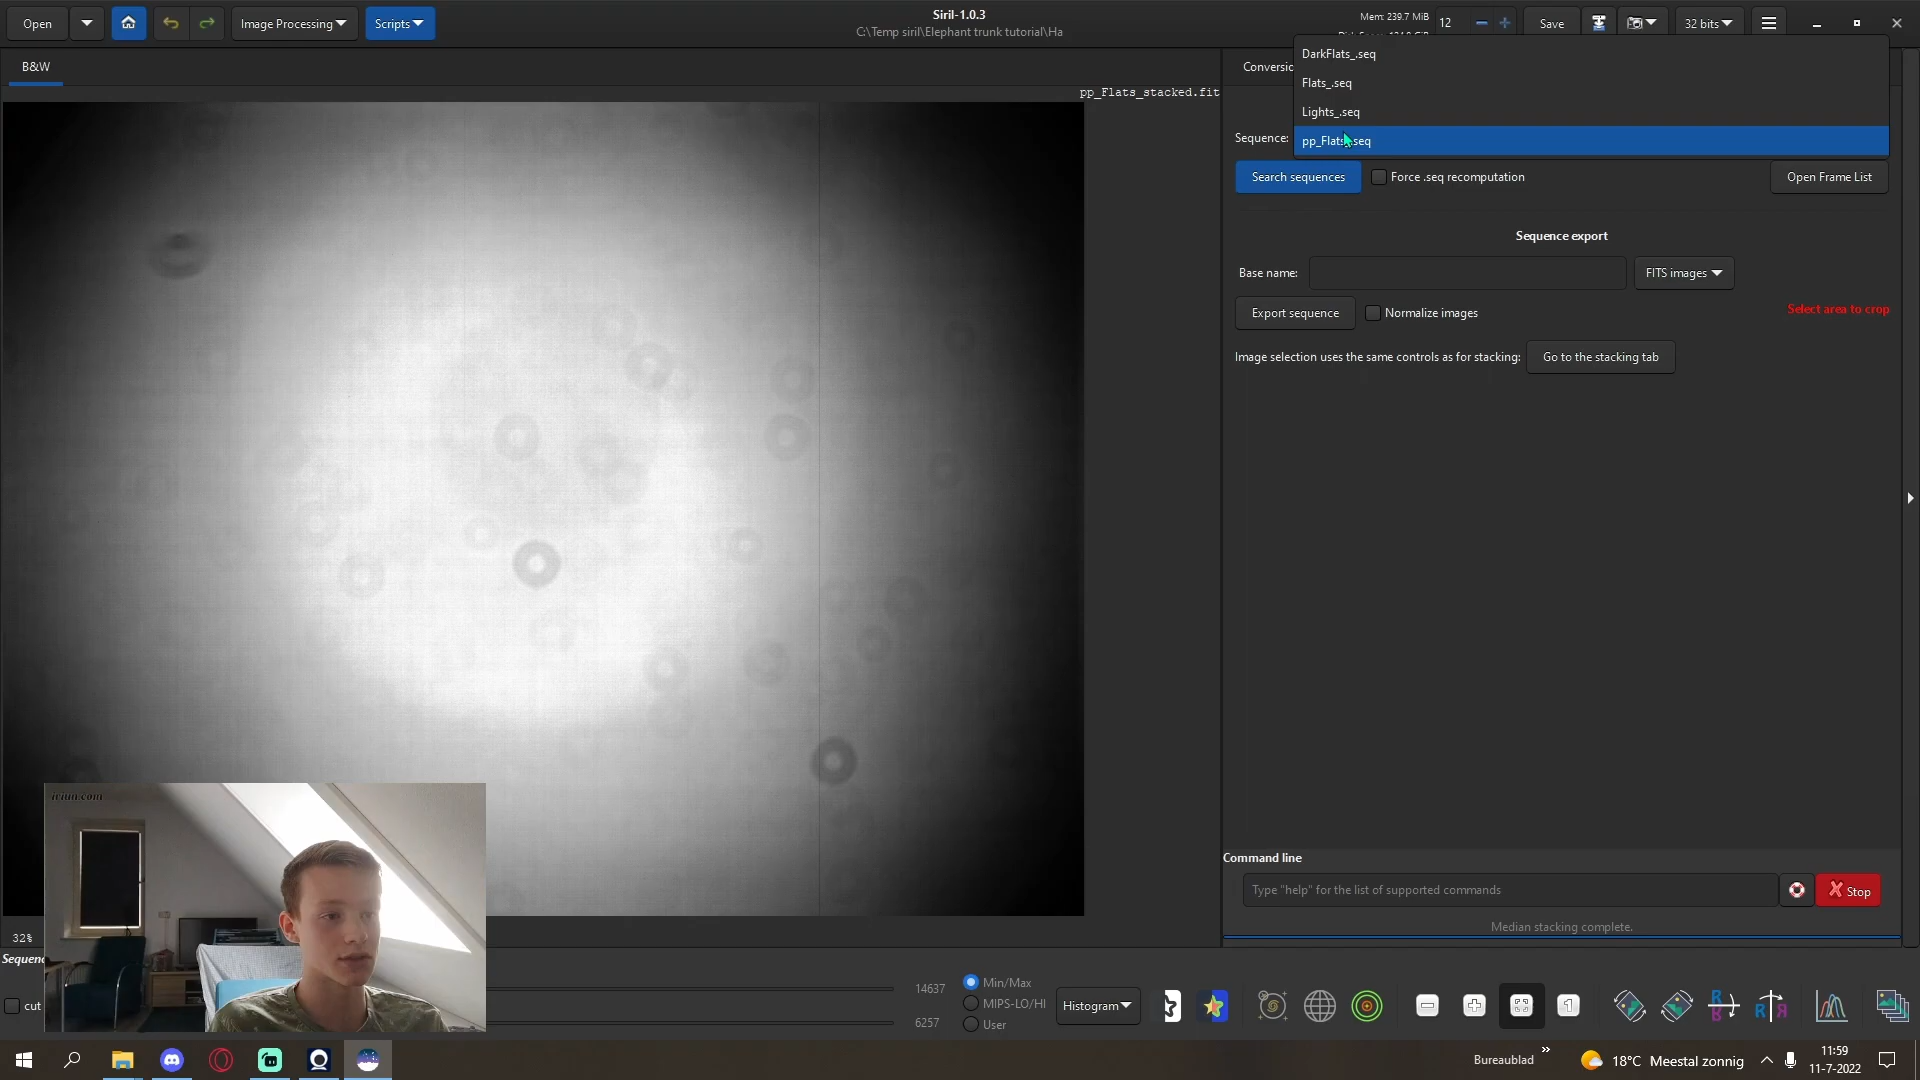 Open
Image Processing
Scripts
Siril-1.0.3
C:\Temp siril\Elephant trunk tutorial\Ha
Mem: 239.7 MiB
12
Save
32 bits
B&W
pp_Flats_stacked.fit
Conversio
DarkFlats_.seq
Flats_.seq
Lights_.seq
pp_Flats_.seq
Sequence:
Search sequences
Force .seq recomputation
Open Frame List
Sequence export
Base name:
FITS images
Export sequence
Normalize images
Select area to crop
Image selection uses the same controls as for stacking:
Go to the stacking tab
Command line
Type "help" for the list of supported commands
Stop
Median stacking complete.
32%
Sequenc
cut
14637
6257
Min/Max
MIPS-LO/HI
User
Histogram
1
R
R
R
R
Bureaublad
18°C Meestal zonnig
11:59
11-7-2022